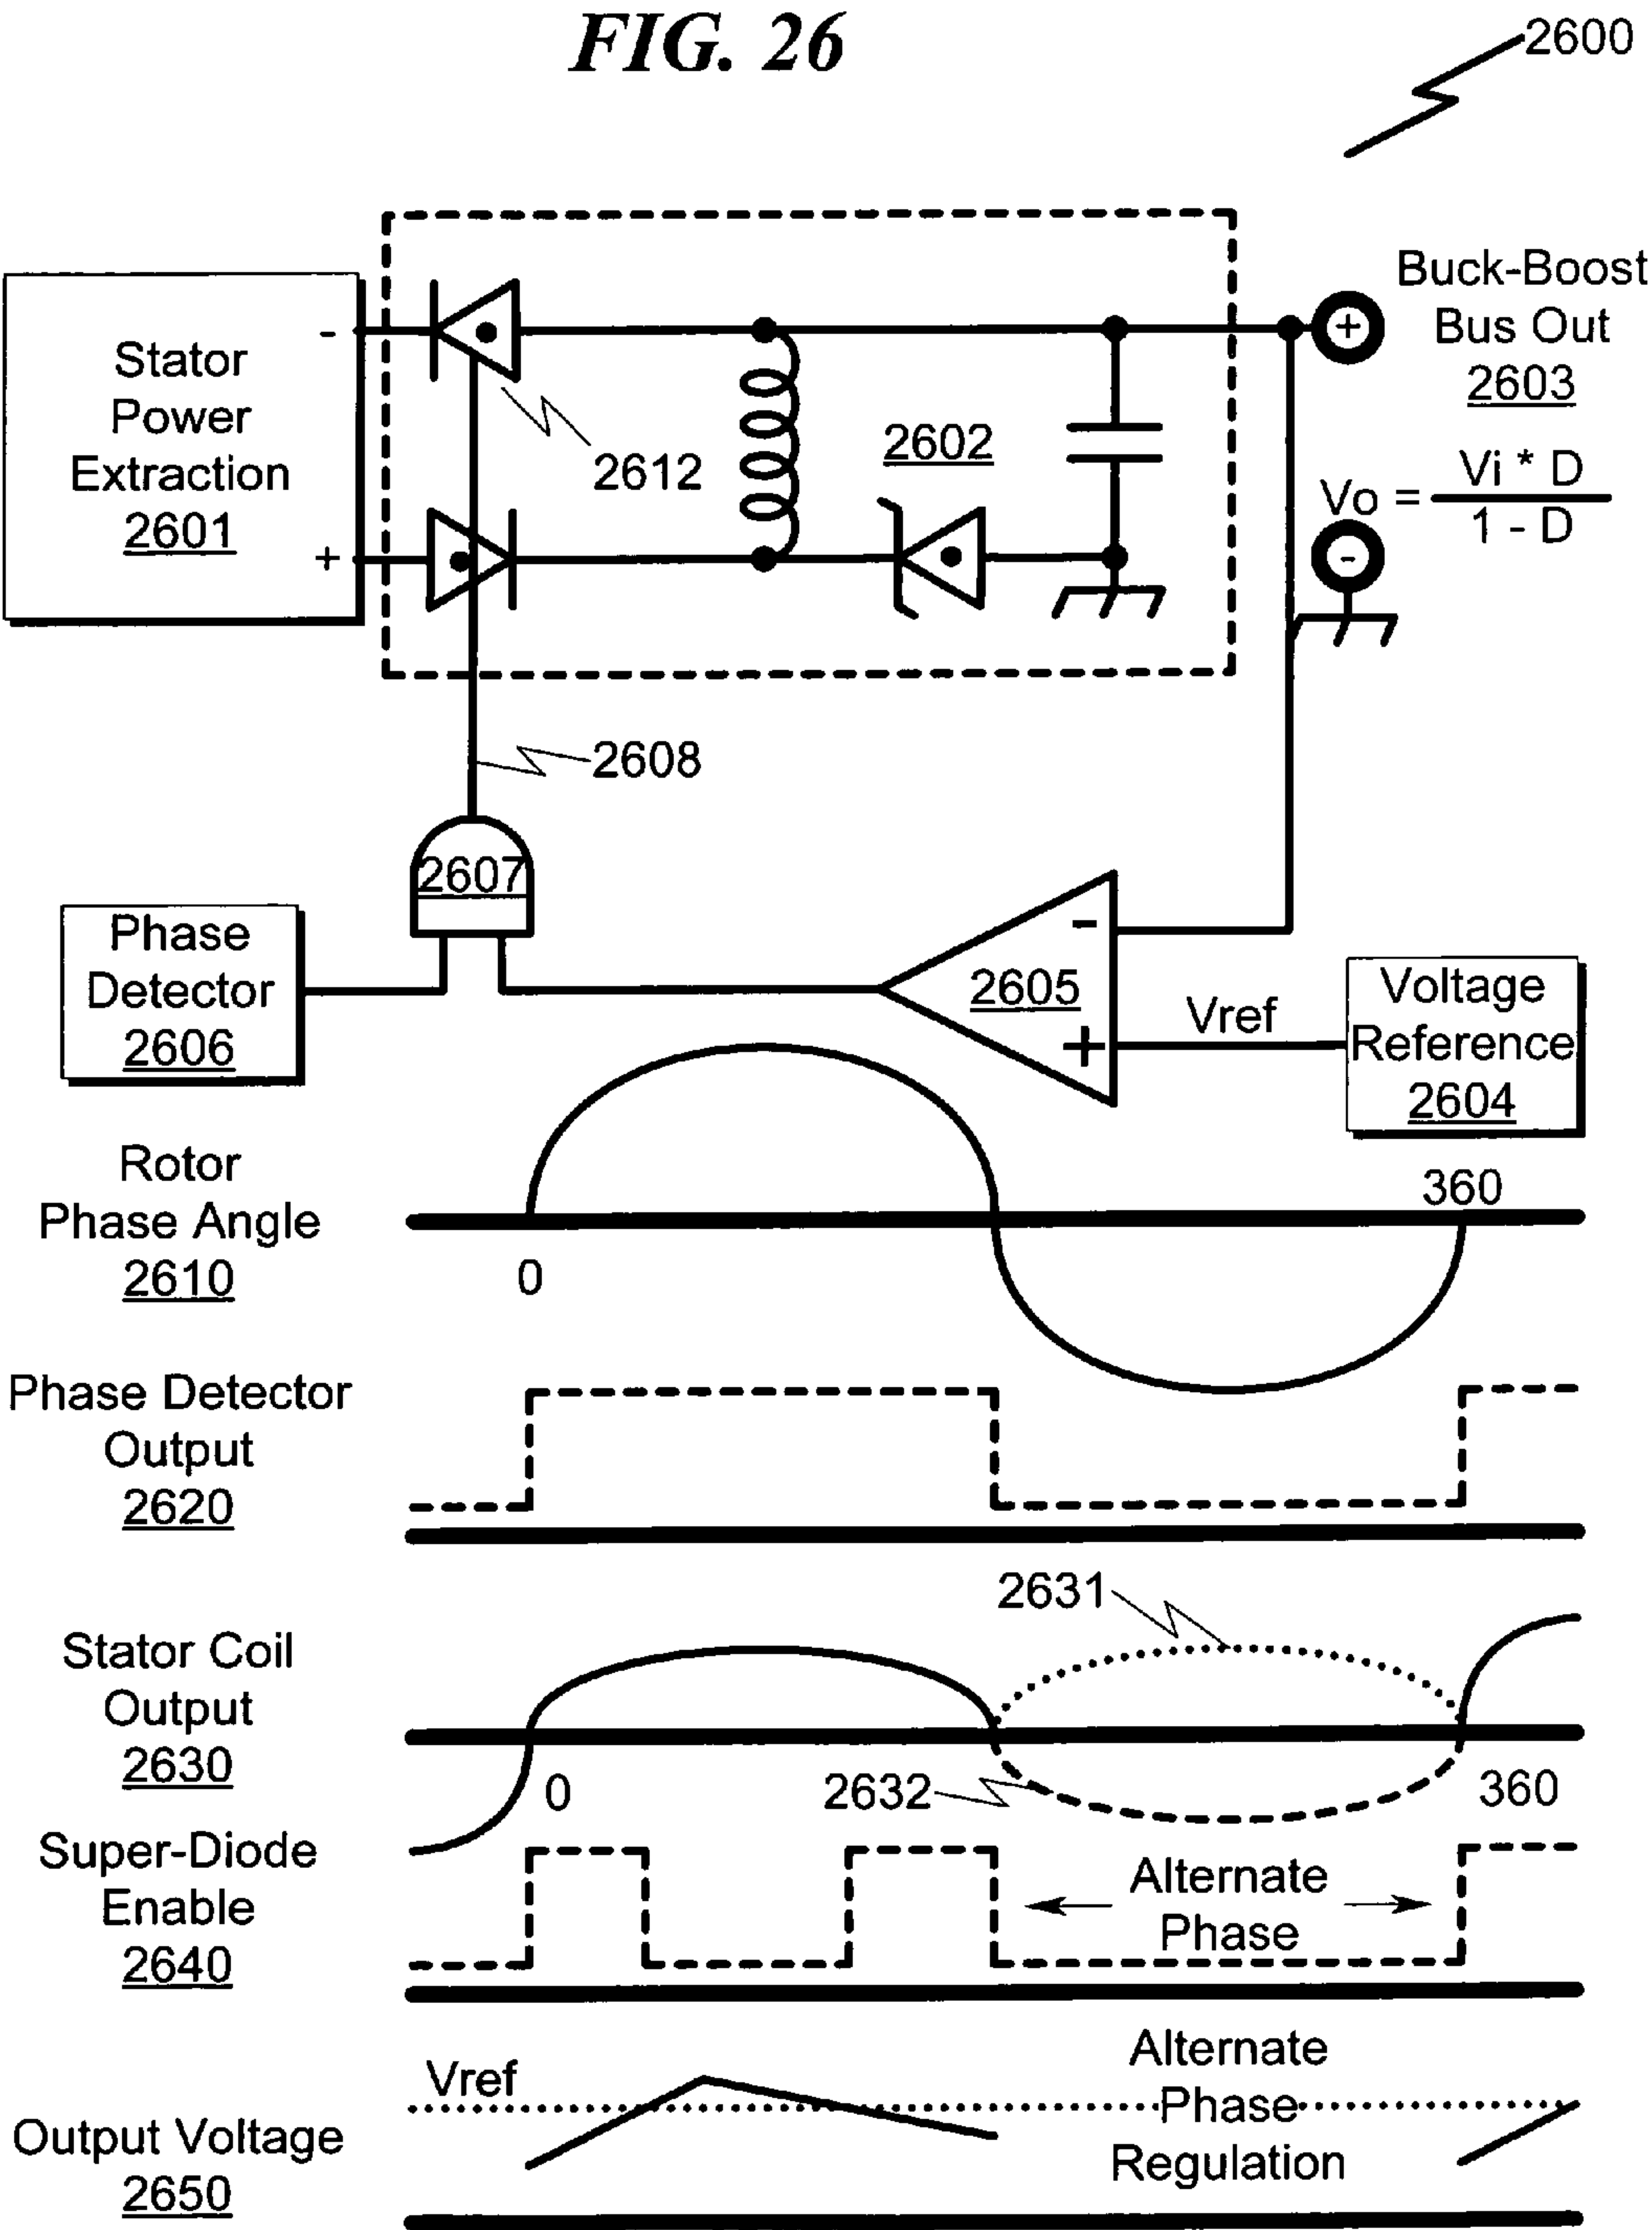 FIG. 26
2600
Stator
Power
Extraction
2601
-
+
2612
2602
+
Buck-Boost
Bus Out
2603
Vo = Vi * D
1 - D
-
2608
2607
Phase
Detector
2606
-
2605
+
Vref
Voltage
Reference
2604
Rotor
Phase Angle
2610
0
360
Phase Detector
Output
2620
Stator Coil
Output
2630
2631
2632
0
360
Super-Diode
Enable
2640
Alternate
Phase
Output Voltage
2650
Vref
Alternate
Phase
Regulation